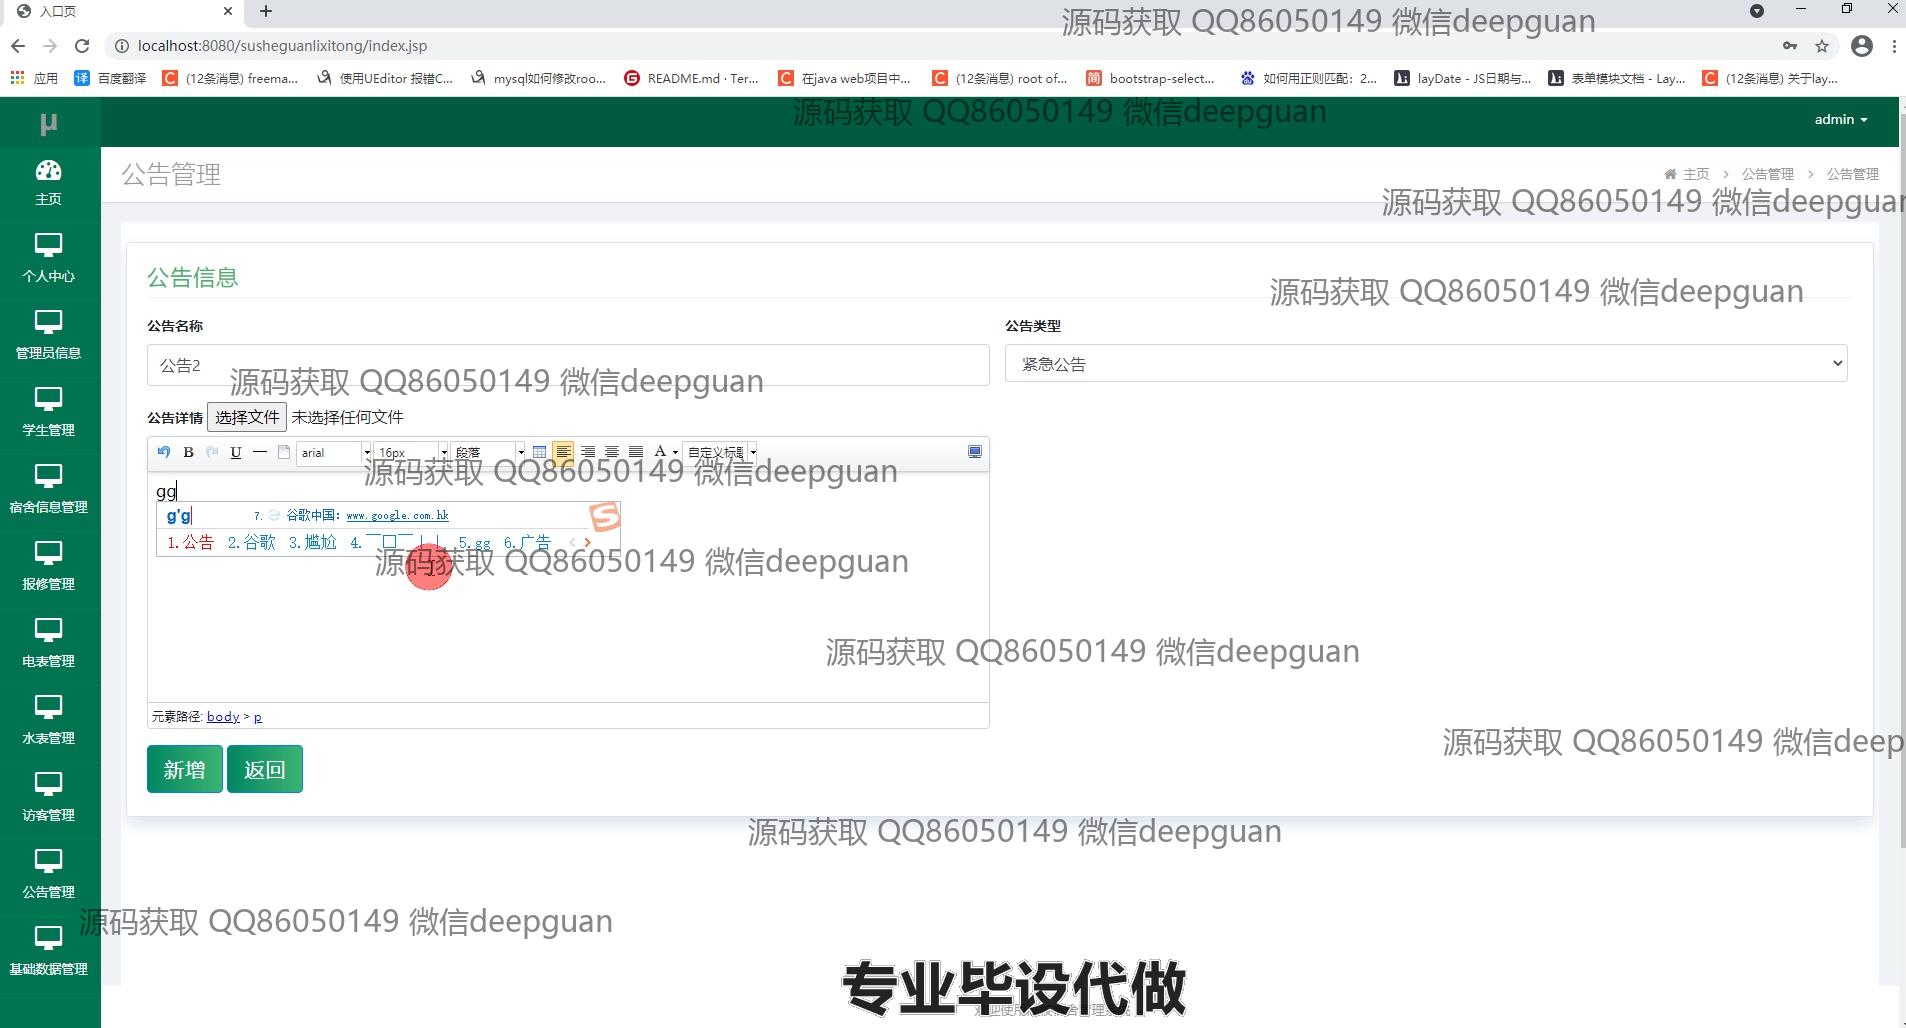 入口页
源码获取 QQ86050149 微信deepguan
localhost:8080/susheguanlixitong/index.jsp
应用 百度翻译 (12条消息) freema... 使用UEditor 报错C... mysql如何修改roo... README.md · Ter... 在java web项目中... (12条消息) root of... bootstrap-select... 如何用正则匹配：2... layDate - JS日期与... 表单模块文档 - Lay... (12条消息) 关于lay...
源码获取 QQ86050149 微信deepguan
μ
admin
主页
公告管理
主页 > 公告管理 > 公告管理
源码获取 QQ86050149 微信deepguan
个人中心
公告信息
源码获取 QQ86050149 微信deepguan
公告名称
公告类型
管理员信息
公告2
紧急公告
源码获取 QQ86050149 微信deepguan
公告详情 选择文件 未选择任何文件
学生管理
B U arial 16px 段落 A 自定义标题
源码获取 QQ86050149 微信deepguan
gg
宿舍信息管理
g'g 7. 谷歌中国：www.google.com.hk
1.公告 2.谷歌 3.尴尬 4.￣□￣｜｜ 5.gg 6.广告
源码获取 QQ86050149 微信deepguan
报修管理
源码获取 QQ86050149 微信deepguan
电表管理
元素路径: body > p
水表管理
源码获取 QQ86050149 微信deep
新增 返回
访客管理
源码获取 QQ86050149 微信deepguan
公告管理
源码获取 QQ86050149 微信deepguan
基础数据管理
专业毕设代做